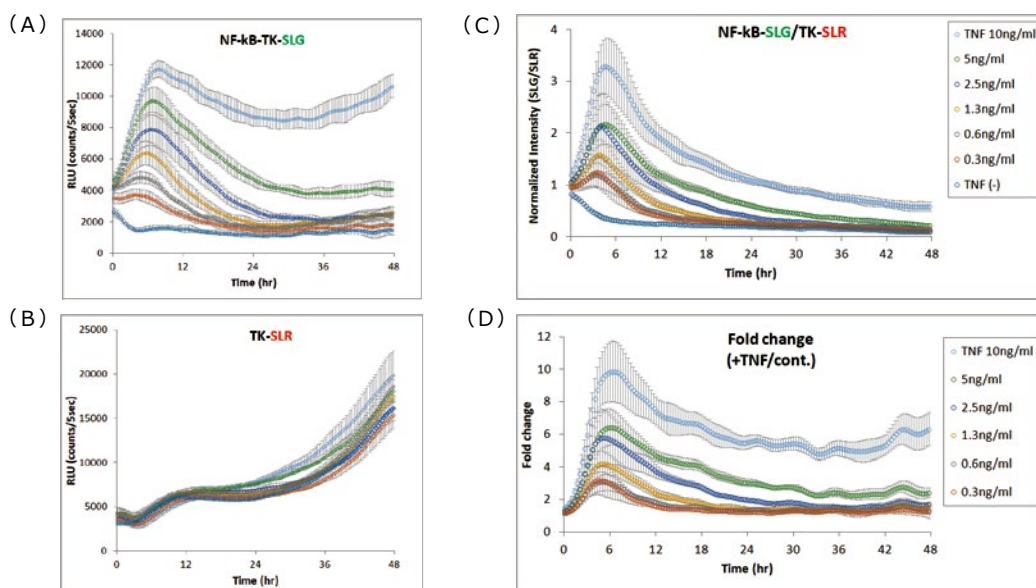 (A)
NF-kB-TK-SLG
14000
12000
10000
8000
6000
4000
2000
0
RLU (counts/5sec)
0 12 24 36 48
Time (hr)
(B)
TK-SLR
25000
20000
15000
10000
5000
0
RLU (counts/5sec)
0 12 24 36 48
Time (hr)
(C)
NF-kB-SLG/TK-SLR
4
3
2
1
0
Normalized Intensity (SLG/SLR)
0 6 12 18 24 30 36 42 48
Time (hr)
TNF 10ng/ml
5ng/ml
2.5ng/ml
1.3ng/ml
0.6ng/ml
0.3ng/ml
TNF (-)
(D)
Fold change
(+TNF/cont.)
12
10
8
6
4
2
0
Fold change
0 6 12 18 24 30 36 42 48
Time (hr)
TNF 10ng/ml
5ng/ml
2.5ng/ml
1.3ng/ml
0.6ng/ml
0.3ng/ml